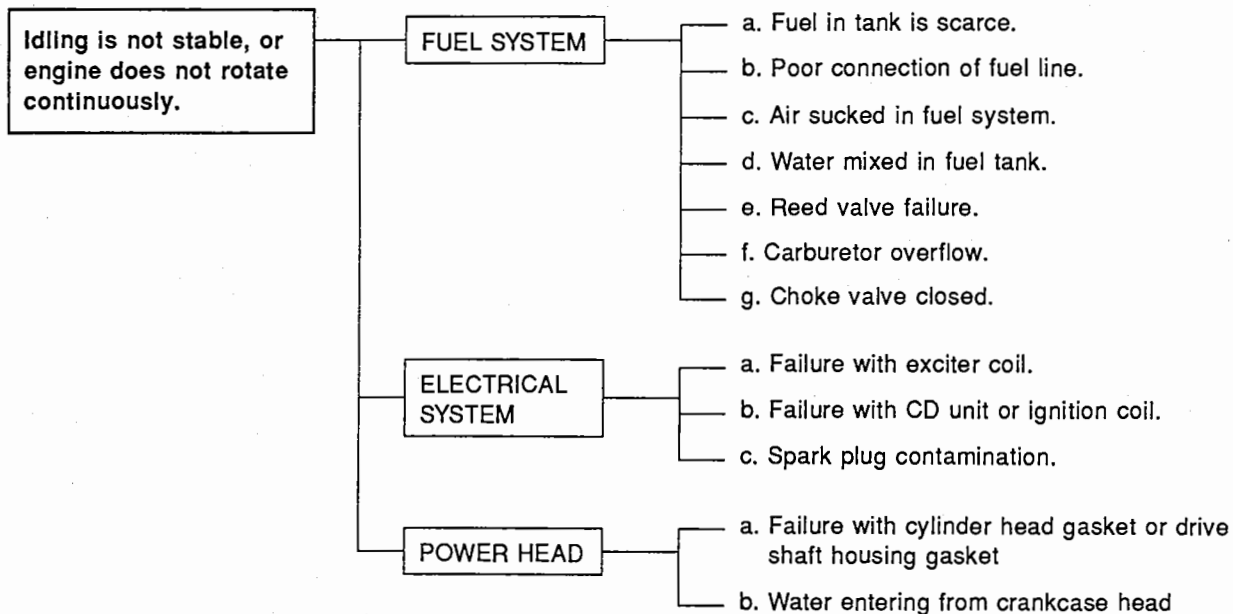 Idling is not stable, or
engine does not rotate
continuously.
FUEL SYSTEM
a. Fuel in tank is scarce.
b. Poor connection of fuel line.
c. Air sucked in fuel system.
d. Water mixed in fuel tank.
e. Reed valve failure.
f. Carburetor overflow.
g. Choke valve closed.
ELECTRICAL
SYSTEM
a. Failure with exciter coil.
b. Failure with CD unit or ignition coil.
c. Spark plug contamination.
POWER HEAD
a. Failure with cylinder head gasket or drive
shaft housing gasket
b. Water entering from crankcase head